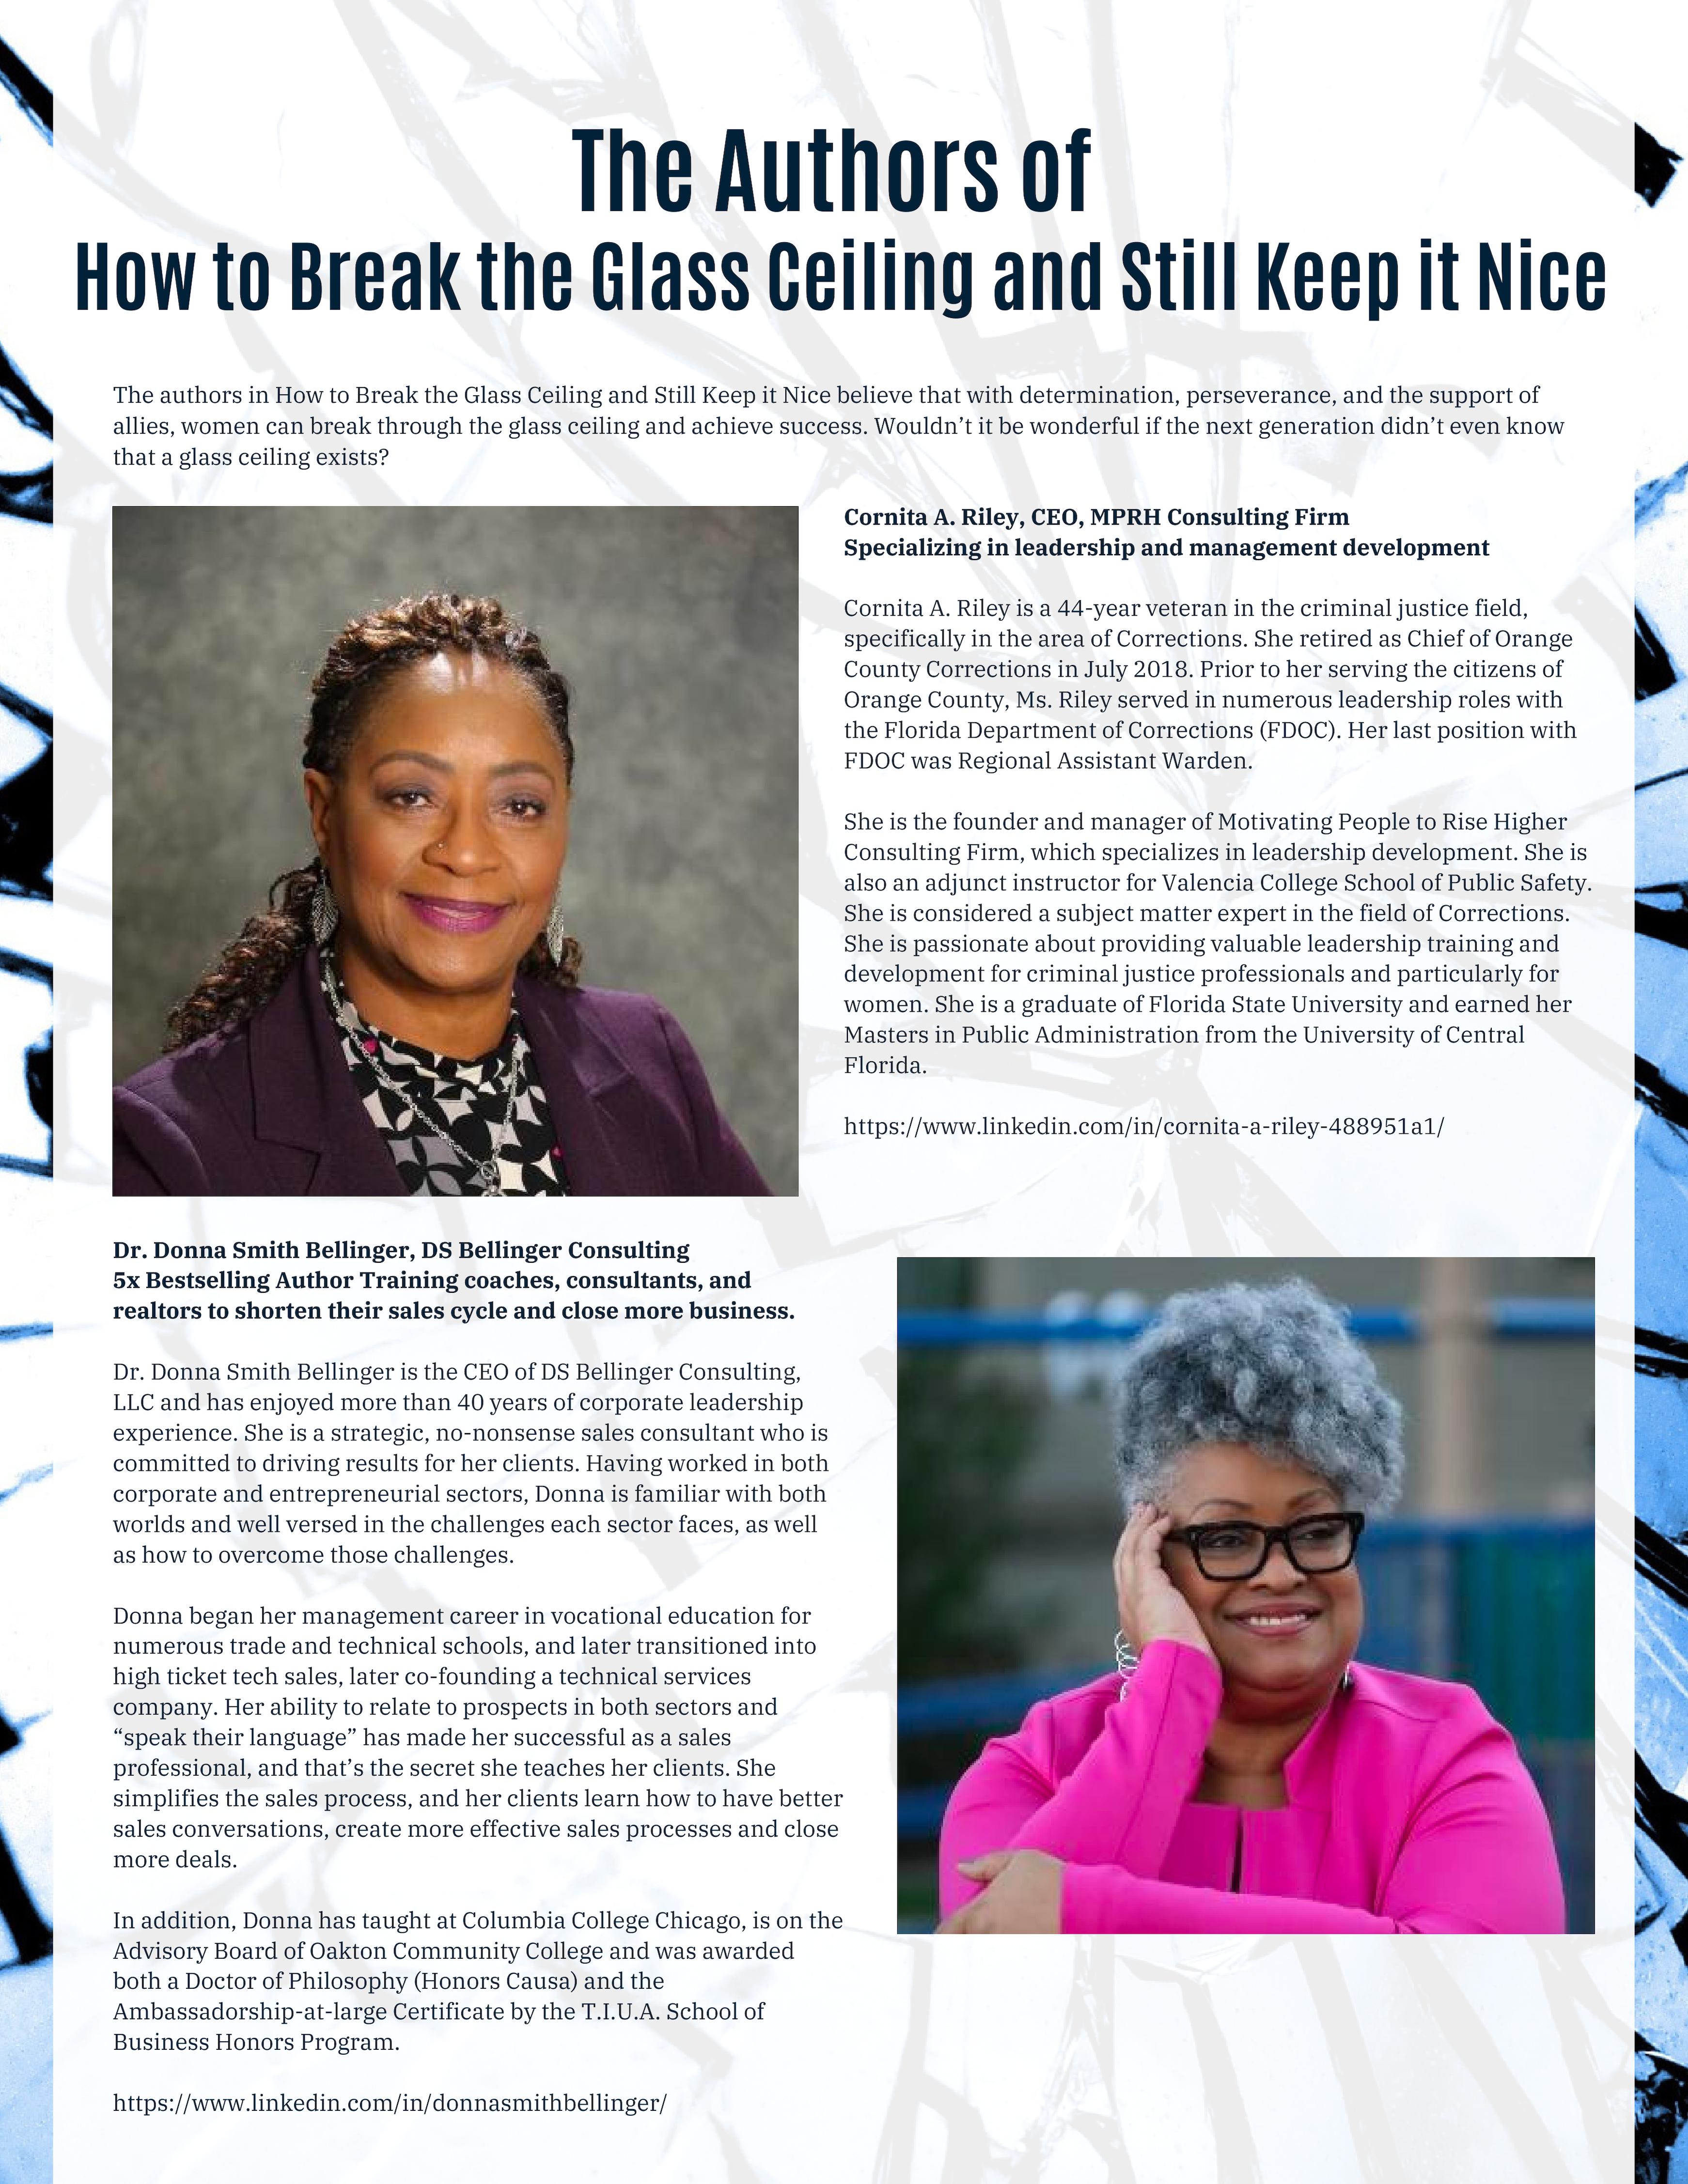 The Authors of
How to Break the Glass Ceiling and Still Keep it Nice
The authors in How to Break the Glass Ceiling and Still Keep it Nice believe that with determination, perseverance, and the support of
allies, women can break through the glass ceiling and achieve success. Wouldn’t it be wonderful if the next generation didn’t even know
that a glass ceiling exists?
Cornita A. Riley, CEO, MPRH Consulting Firm
Specializing in leadership and management development
Cornita A. Riley is a 44-year veteran in the criminal justice field,
specifically in the area of Corrections. She retired as Chief of Orange
County Corrections in July 2018. Prior to her serving the citizens of
Orange County, Ms. Riley served in numerous leadership roles with
the Florida Department of Corrections (FDOC). Her last position with
FDOC was Regional Assistant Warden.
She is the founder and manager of Motivating People to Rise Higher
Consulting Firm, which specializes in leadership development. She is
also an adjunct instructor for Valencia College School of Public Safety.
She is considered a subject matter expert in the field of Corrections.
She is passionate about providing valuable leadership training and
development for criminal justice professionals and particularly for
women. She is a graduate of Florida State University and earned her
Masters in Public Administration from the University of Central
Florida.
https://www.linkedin.com/in/cornita-a-riley-488951a1/
Dr. Donna Smith Bellinger, DS Bellinger Consulting
5x Bestselling Author Training coaches, consultants, and
realtors to shorten their sales cycle and close more business.
Dr. Donna Smith Bellinger is the CEO of DS Bellinger Consulting,
LLC and has enjoyed more than 40 years of corporate leadership
experience. She is a strategic, no-nonsense sales consultant who is
committed to driving results for her clients. Having worked in both
corporate and entrepreneurial sectors, Donna is familiar with both
worlds and well versed in the challenges each sector faces, as well
as how to overcome those challenges.
Donna began her management career in vocational education for
numerous trade and technical schools, and later transitioned into
high ticket tech sales, later co-founding a technical services
company. Her ability to relate to prospects in both sectors and
“speak their language” has made her successful as a sales
professional, and that’s the secret she teaches her clients. She
simplifies the sales process, and her clients learn how to have better
sales conversations, create more effective sales processes and close
more deals.
In addition, Donna has taught at Columbia College Chicago, is on the
Advisory Board of Oakton Community College and was awarded
both a Doctor of Philosophy (Honors Causa) and the
Ambassadorship-at-large Certificate by the T.I.U.A. School of
Business Honors Program.
https://www.linkedin.com/in/donnasmithbellinger/